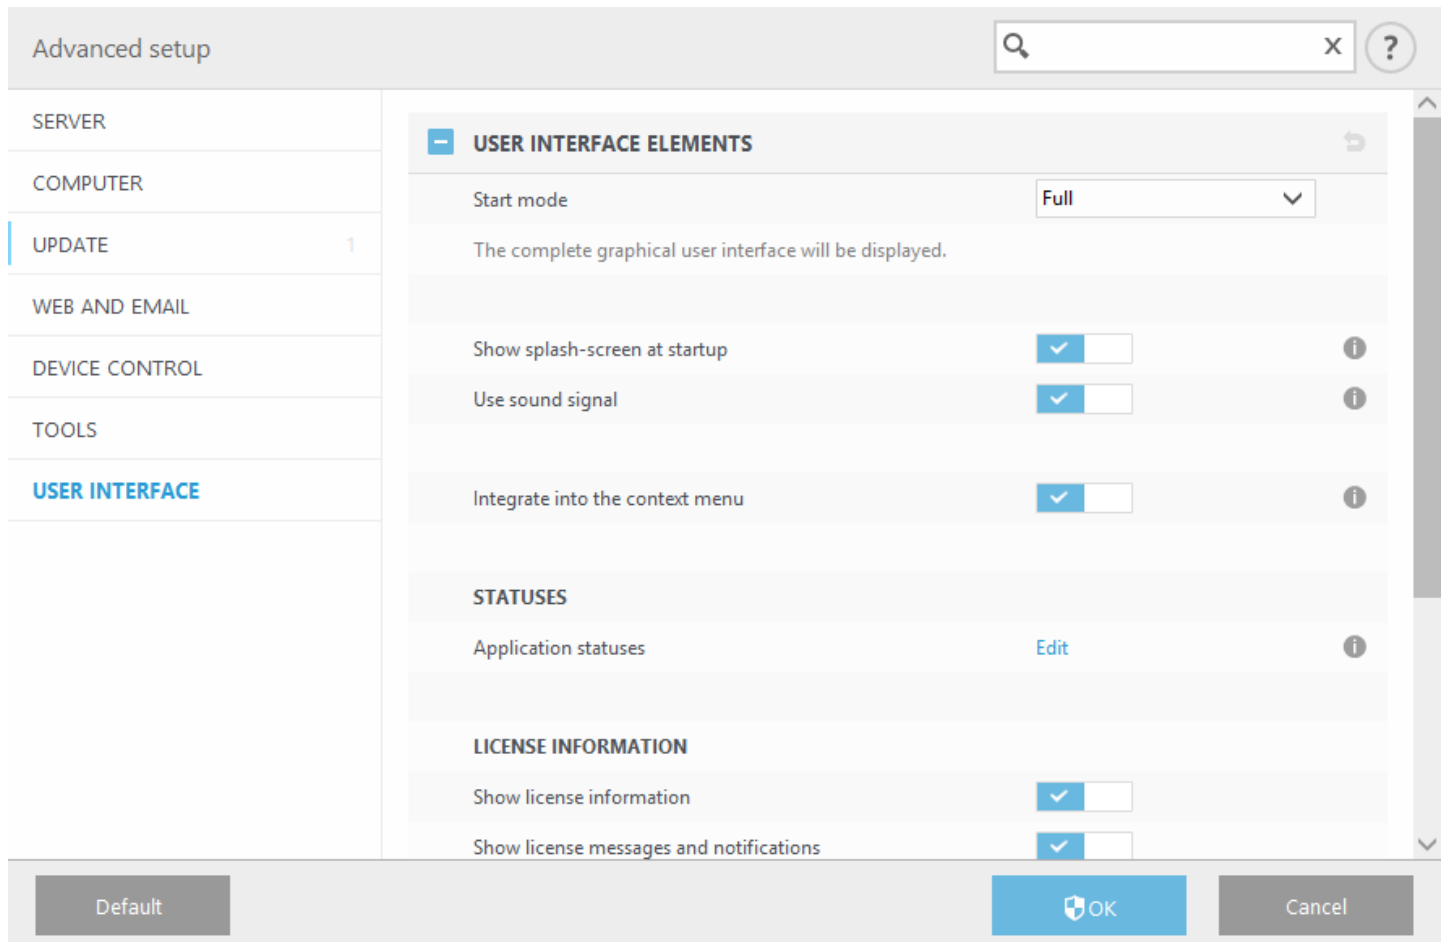 Advanced setup
X
?
SERVER
COMPUTER
UPDATE 1
WEB AND EMAIL
DEVICE CONTROL
TOOLS
USER INTERFACE
USER INTERFACE ELEMENTS
Start mode Full
The complete graphical user interface will be displayed.
Show splash-screen at startup
Use sound signal
Integrate into the context menu
STATUSES
Application statuses Edit
LICENSE INFORMATION
Show license information
Show license messages and notifications
Default
OK
Cancel